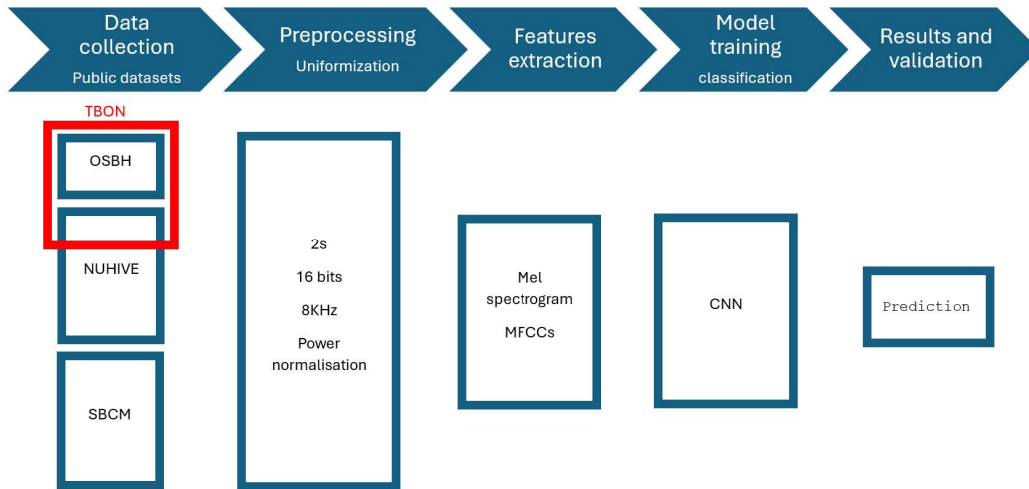 Data
collection
Public datasets
Preprocessing
Uniformization
Features
extraction
Model
training
classification
Results and
validation
TBON
OSBH
NUHIVE
SBCM
2s
16 bits
8KHz
Power
normalisation
Mel
spectrogram
MFCCs
CNN
Prediction